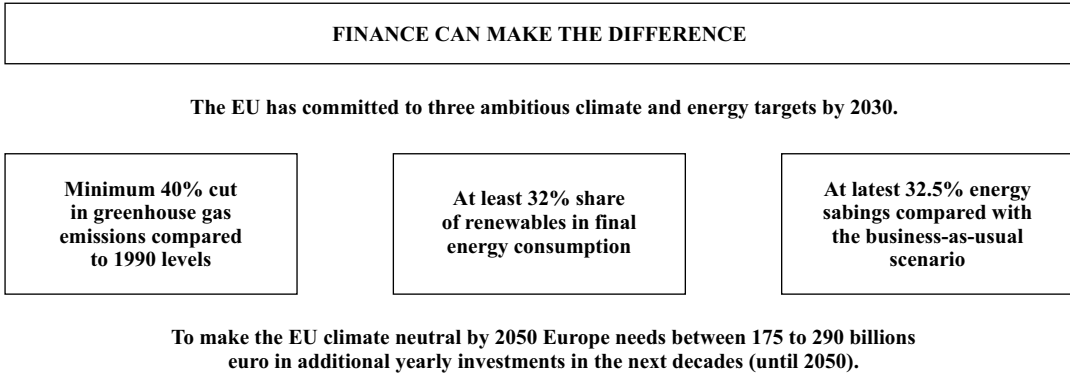 FINANCE CAN MAKE THE DIFFERENCE
The EU has committed to three ambitious climate and energy targets by 2030.
Minimum 40% cut
in greenhouse gas
emissions compared
to 1990 levels
At least 32% share
of renewables in final
energy consumption
At latest 32.5% energy
sabings compared with
the business-as-usual
scenario
To make the EU climate neutral by 2050 Europe needs between 175 to 290 billions
euro in additional yearly investments in the next decades (until 2050).